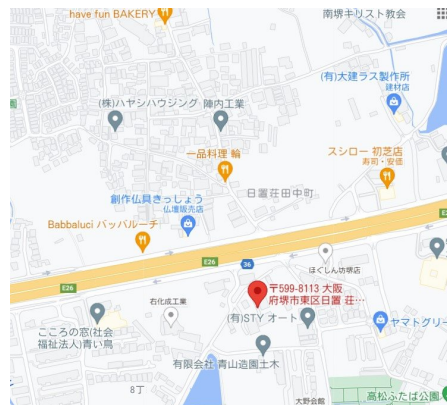 have fun BAKERY
南堺キリスト教会
(有)大建ラス製作所
建材店
(株)ハヤシハウジング
陣内工業
一品料理 輪
スシロー 初芝店
寿司・安価
日置荘田中町
創作仏具きっしょう
仏壇販売店
Babbaluci バッバルーチ
E26
36
ほぐしん坊堺店
E26
〒599-8113 大阪
府堺市東区日置 荘…
右化成工業
(有)STY オート
ヤマトグリー
こころの窓(社会
福祉法人)青い鳥
有限会社 青山造園土木
8丁
大野会館
高松ふたば公園